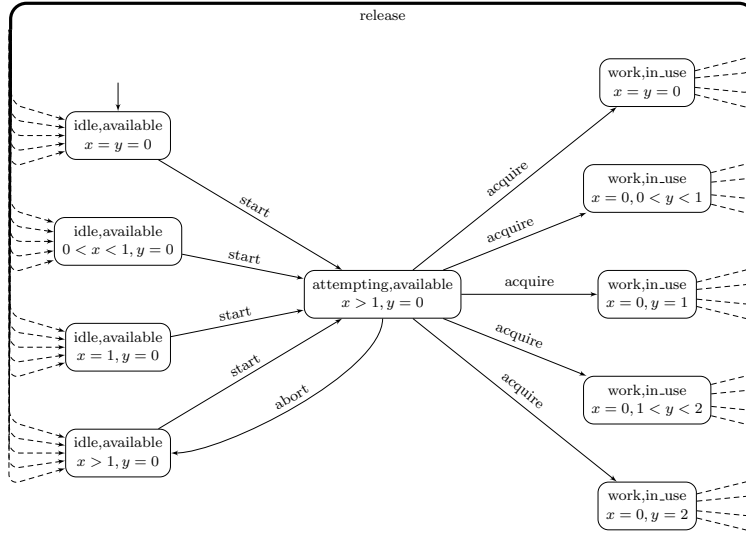 release
work,in_use
x = y = 0
idle,available
x = y = 0
acquire
start
work,in_use
x = 0, 0 < y < 1
idle,available
0 < x < 1, y = 0
start
acquire
attempting,available
x > 1, y = 0
acquire
work,in_use
x = 0, y = 1
start
idle,available
x = 1, y = 0
acquire
start
abort
acquire
work,in_use
x = 0, 1 < y < 2
idle,available
x > 1, y = 0
work,in_use
x = 0, y = 2